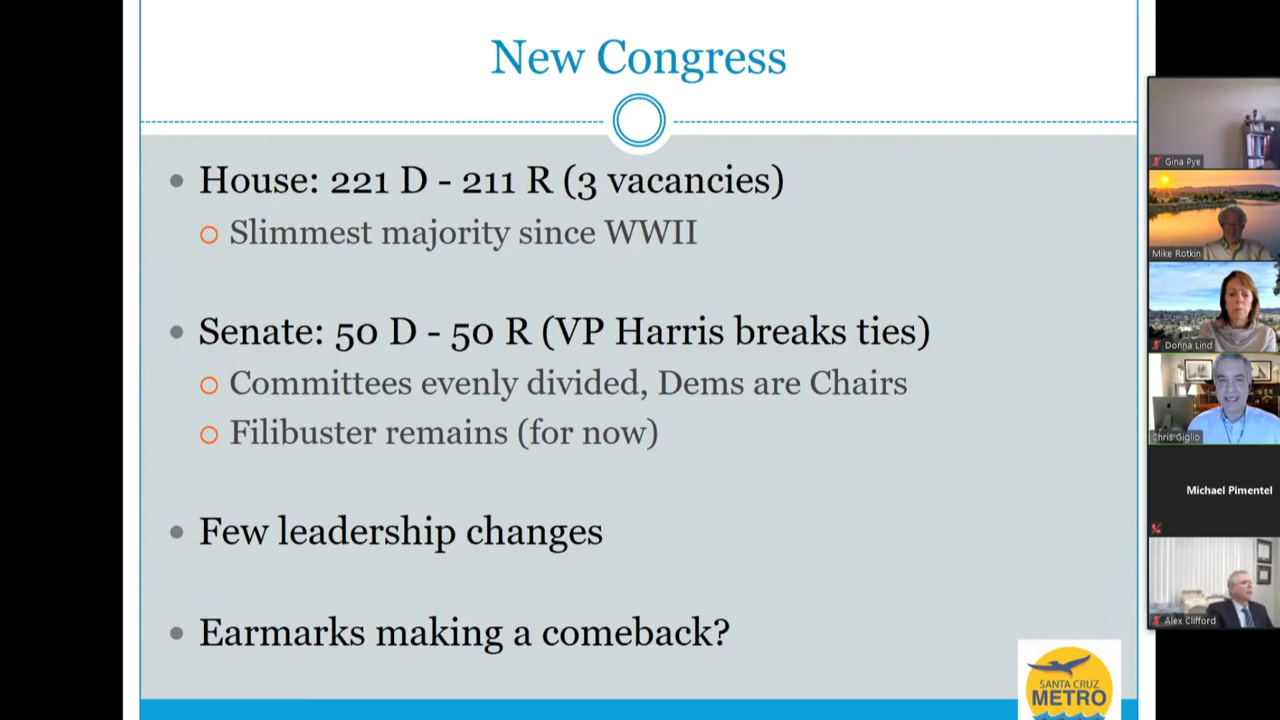 New Congress
House: 221 D - 211 R (3 vacancies)
Slimmest majority since WWII
Senate: 50 D - 50 R (VP Harris breaks ties)
Committees evenly divided, Dems are Chairs
Filibuster remains (for now)
Few leadership changes
Earmarks making a comeback?
SANTA CRUZ
METRO
Gina Pye
Mike Rotkin
Donna Lind
Chris Giglio
Michael Pimentel
Alex Clifford